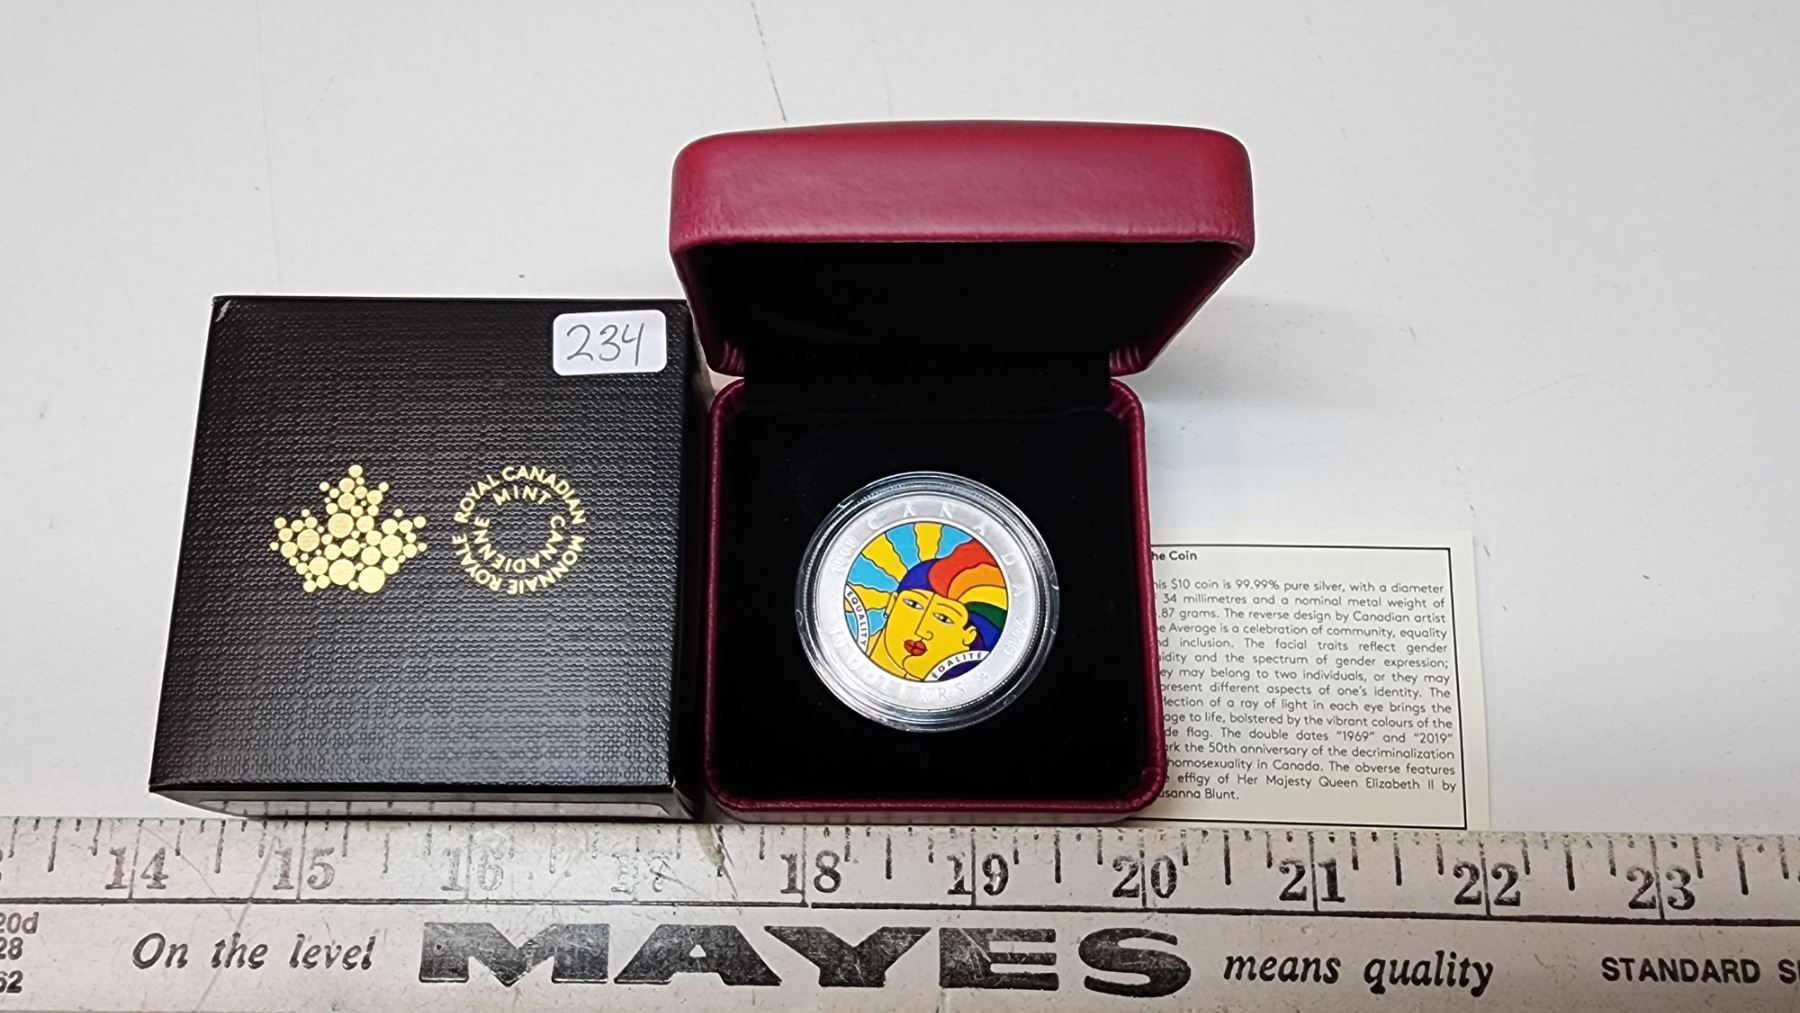 234
ROYAL CANADIAN MINT
MONNAIE ROYALE CANADIENNE
CANADA
EQUALITY
ÉGALITÉ
2019
he Coin
is $10 coin is 99.99% pure silver, with a diameter
34 millimetres and a nominal metal weight of
.87 grams. The reverse design by Canadian artist
e Average is a celebration of community, equality
nd inclusion. The facial traits reflect gender
idity and the spectrum of gender expression;
ey may belong to two individuals, or they may
present different aspects of one's identity. The
lection of a ray of light in each eye brings the
age to life, bolstered by the vibrant colours of the
de flag. The double dates "1969" and "2019"
ark the 50th anniversary of the decriminalization
homosexuality in Canada. The obverse features
e effigy of Her Majesty Queen Elizabeth II by
usanna Blunt.
14 15 16 17 18 19 20 21 22 23
20d
28
62
On the level MAYES means quality STANDARD S